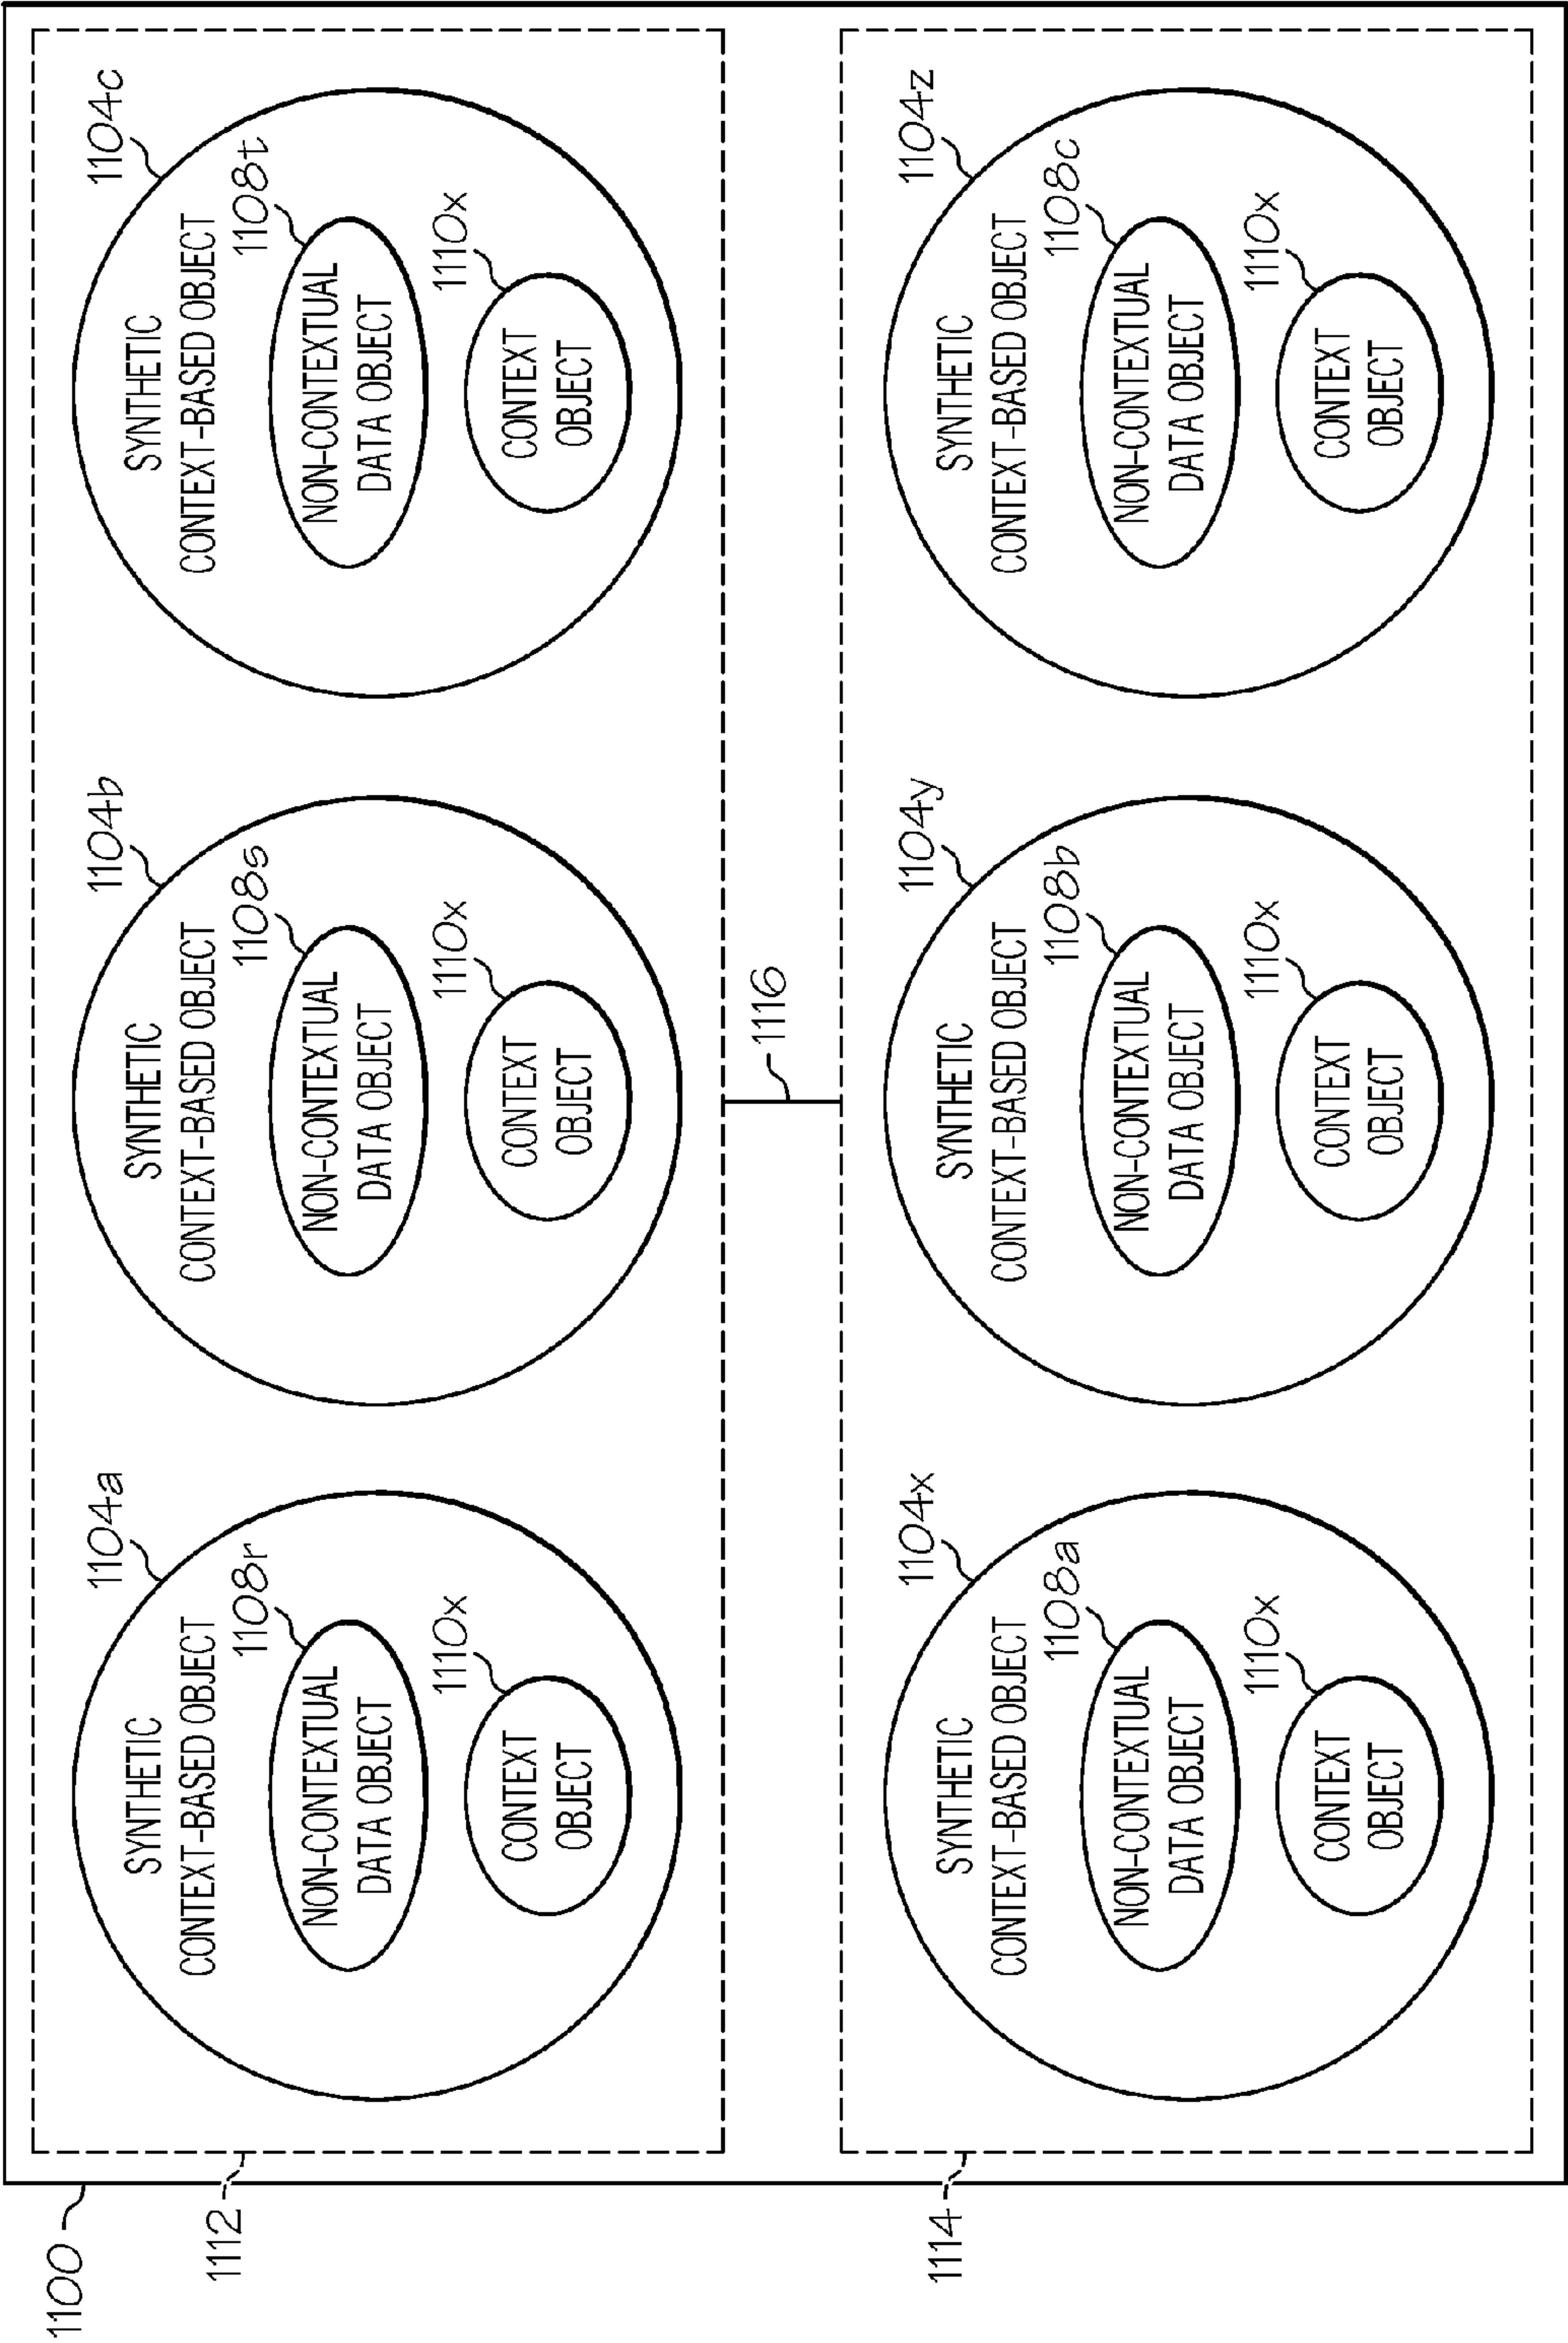 1100
1112
1104a
SYNTHETIC
CONTEXT-BASED OBJECT
1108r
NON-CONTEXTUAL
DATA OBJECT
1110x
CONTEXT
OBJECT
1104b
SYNTHETIC
CONTEXT-BASED OBJECT
1108s
NON-CONTEXTUAL
DATA OBJECT
1110x
CONTEXT
OBJECT
1104c
SYNTHETIC
CONTEXT-BASED OBJECT
1108t
NON-CONTEXTUAL
DATA OBJECT
1110x
CONTEXT
OBJECT
1116
1114
1104x
SYNTHETIC
CONTEXT-BASED OBJECT
1108a
NON-CONTEXTUAL
DATA OBJECT
1110x
CONTEXT
OBJECT
1104y
SYNTHETIC
CONTEXT-BASED OBJECT
1108b
NON-CONTEXTUAL
DATA OBJECT
1110x
CONTEXT
OBJECT
1104z
SYNTHETIC
CONTEXT-BASED OBJECT
1108c
NON-CONTEXTUAL
DATA OBJECT
1110x
CONTEXT
OBJECT